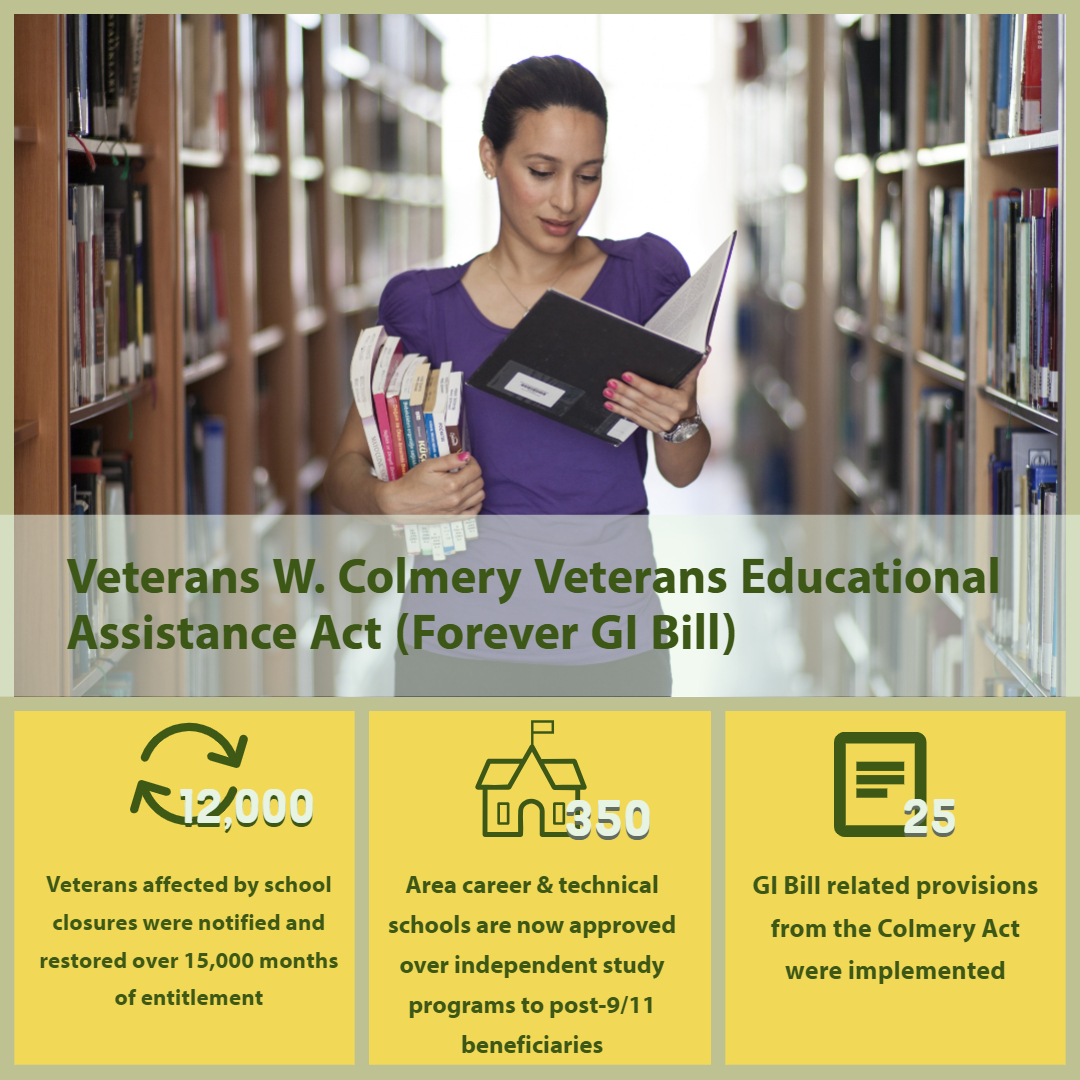 Veterans W. Colmery Veterans Educational
Assistance Act (Forever GI Bill)
12,000
Veterans affected by school
closures were notified and
restored over 15,000 months
of entitlement
350
Area career & technical
schools are now approved
over independent study
programs to post-9/11
beneficiaries
25
GI Bill related provisions
from the Colmery Act
were implemented